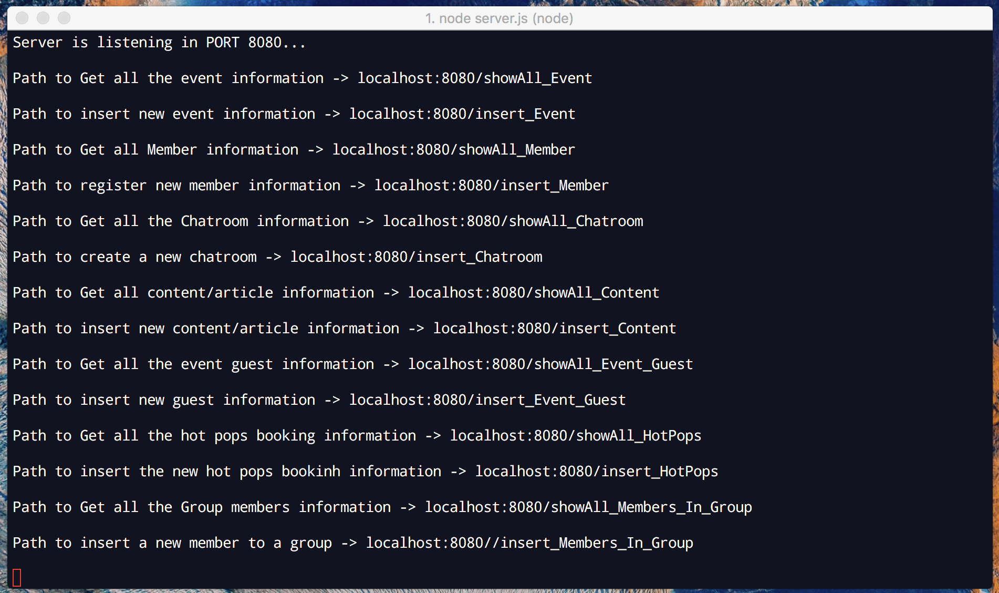 1. node server.js (node)
Server is listening in PORT 8080...
Path to Get all the event information -> localhost:8080/showAll_Event
Path to insert new event information -> localhost:8080/insert_Event
Path to Get all Member information -> localhost:8080/showAll_Member
Path to register new member information -> localhost:8080/insert_Member
Path to Get all the Chatroom information -> localhost:8080/showAll_Chatroom
Path to create a new chatroom -> localhost:8080/insert_Chatroom
Path to Get all content/article information -> localhost:8080/showAll_Content
Path to insert new content/article information -> localhost:8080/insert_Content
Path to Get all the event guest information -> localhost:8080/showAll_Event_Guest
Path to insert new guest information -> localhost:8080/insert_Event_Guest
Path to Get all the hot pops booking information -> localhost:8080/showAll_HotPops
Path to insert the new hot pops bookinh information -> localhost:8080/insert_HotPops
Path to Get all the Group members information -> localhost:8080/showAll_Members_In_Group
Path to insert a new member to a group -> localhost:8080//insert_Members_In_Group